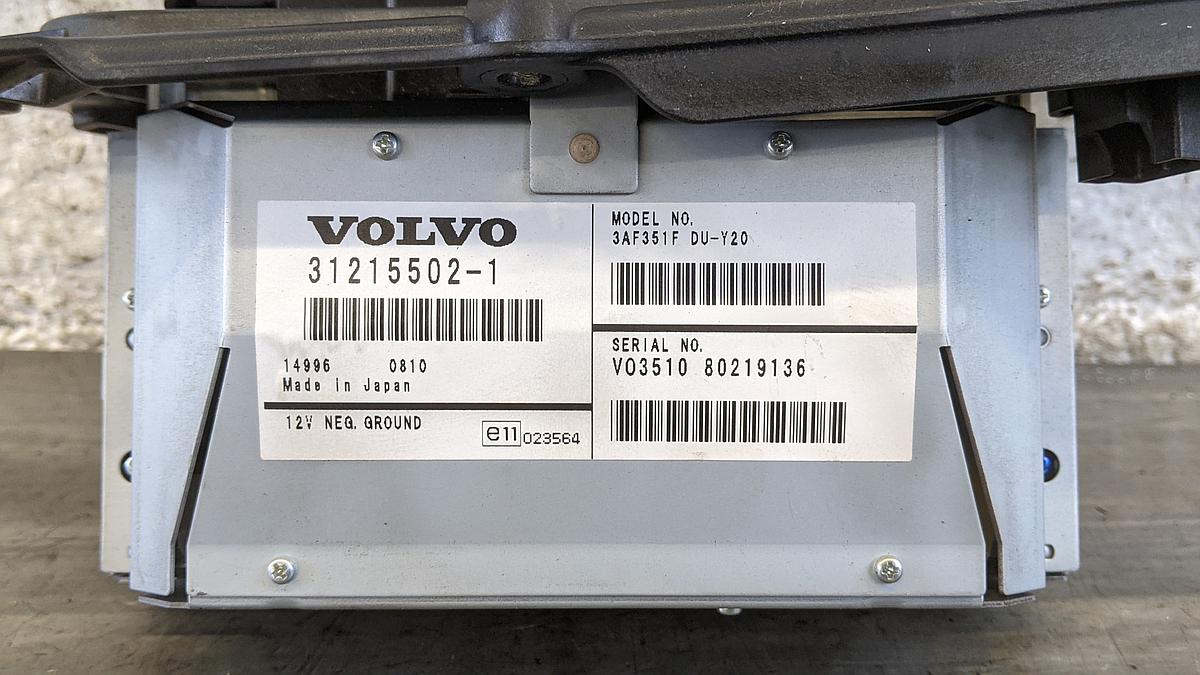 VOLVO
31215502-1
14996 0810
Made in Japan
12V NEG. GROUND
e11 023564
MODEL NO.
3AF351F DU-Y20
SERIAL NO.
VO3510 80219136